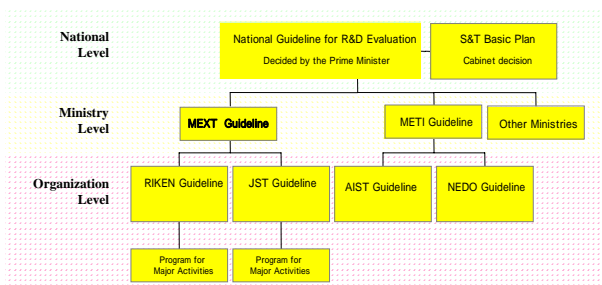 National Level
National Guideline for R&D Evaluation
Decided by the Prime Minister
S&T Basic Plan
Cabinet decision
Ministry Level
MEXT Guideline
METI Guideline
Other Ministries
Organization Level
RIKEN Guideline
JST Guideline
AIST Guideline
NEDO Guideline
Program for
Major Activities
Program for
Major Activities